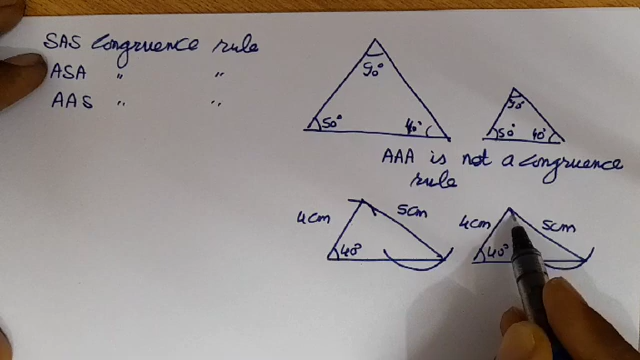 SAS congruence rule
ASA " "
AAS " "
90°
50° 40°
90°
50° 40°
AAA is not a congruence
rule
4cm 5cm
40°
4cm 5cm
40°